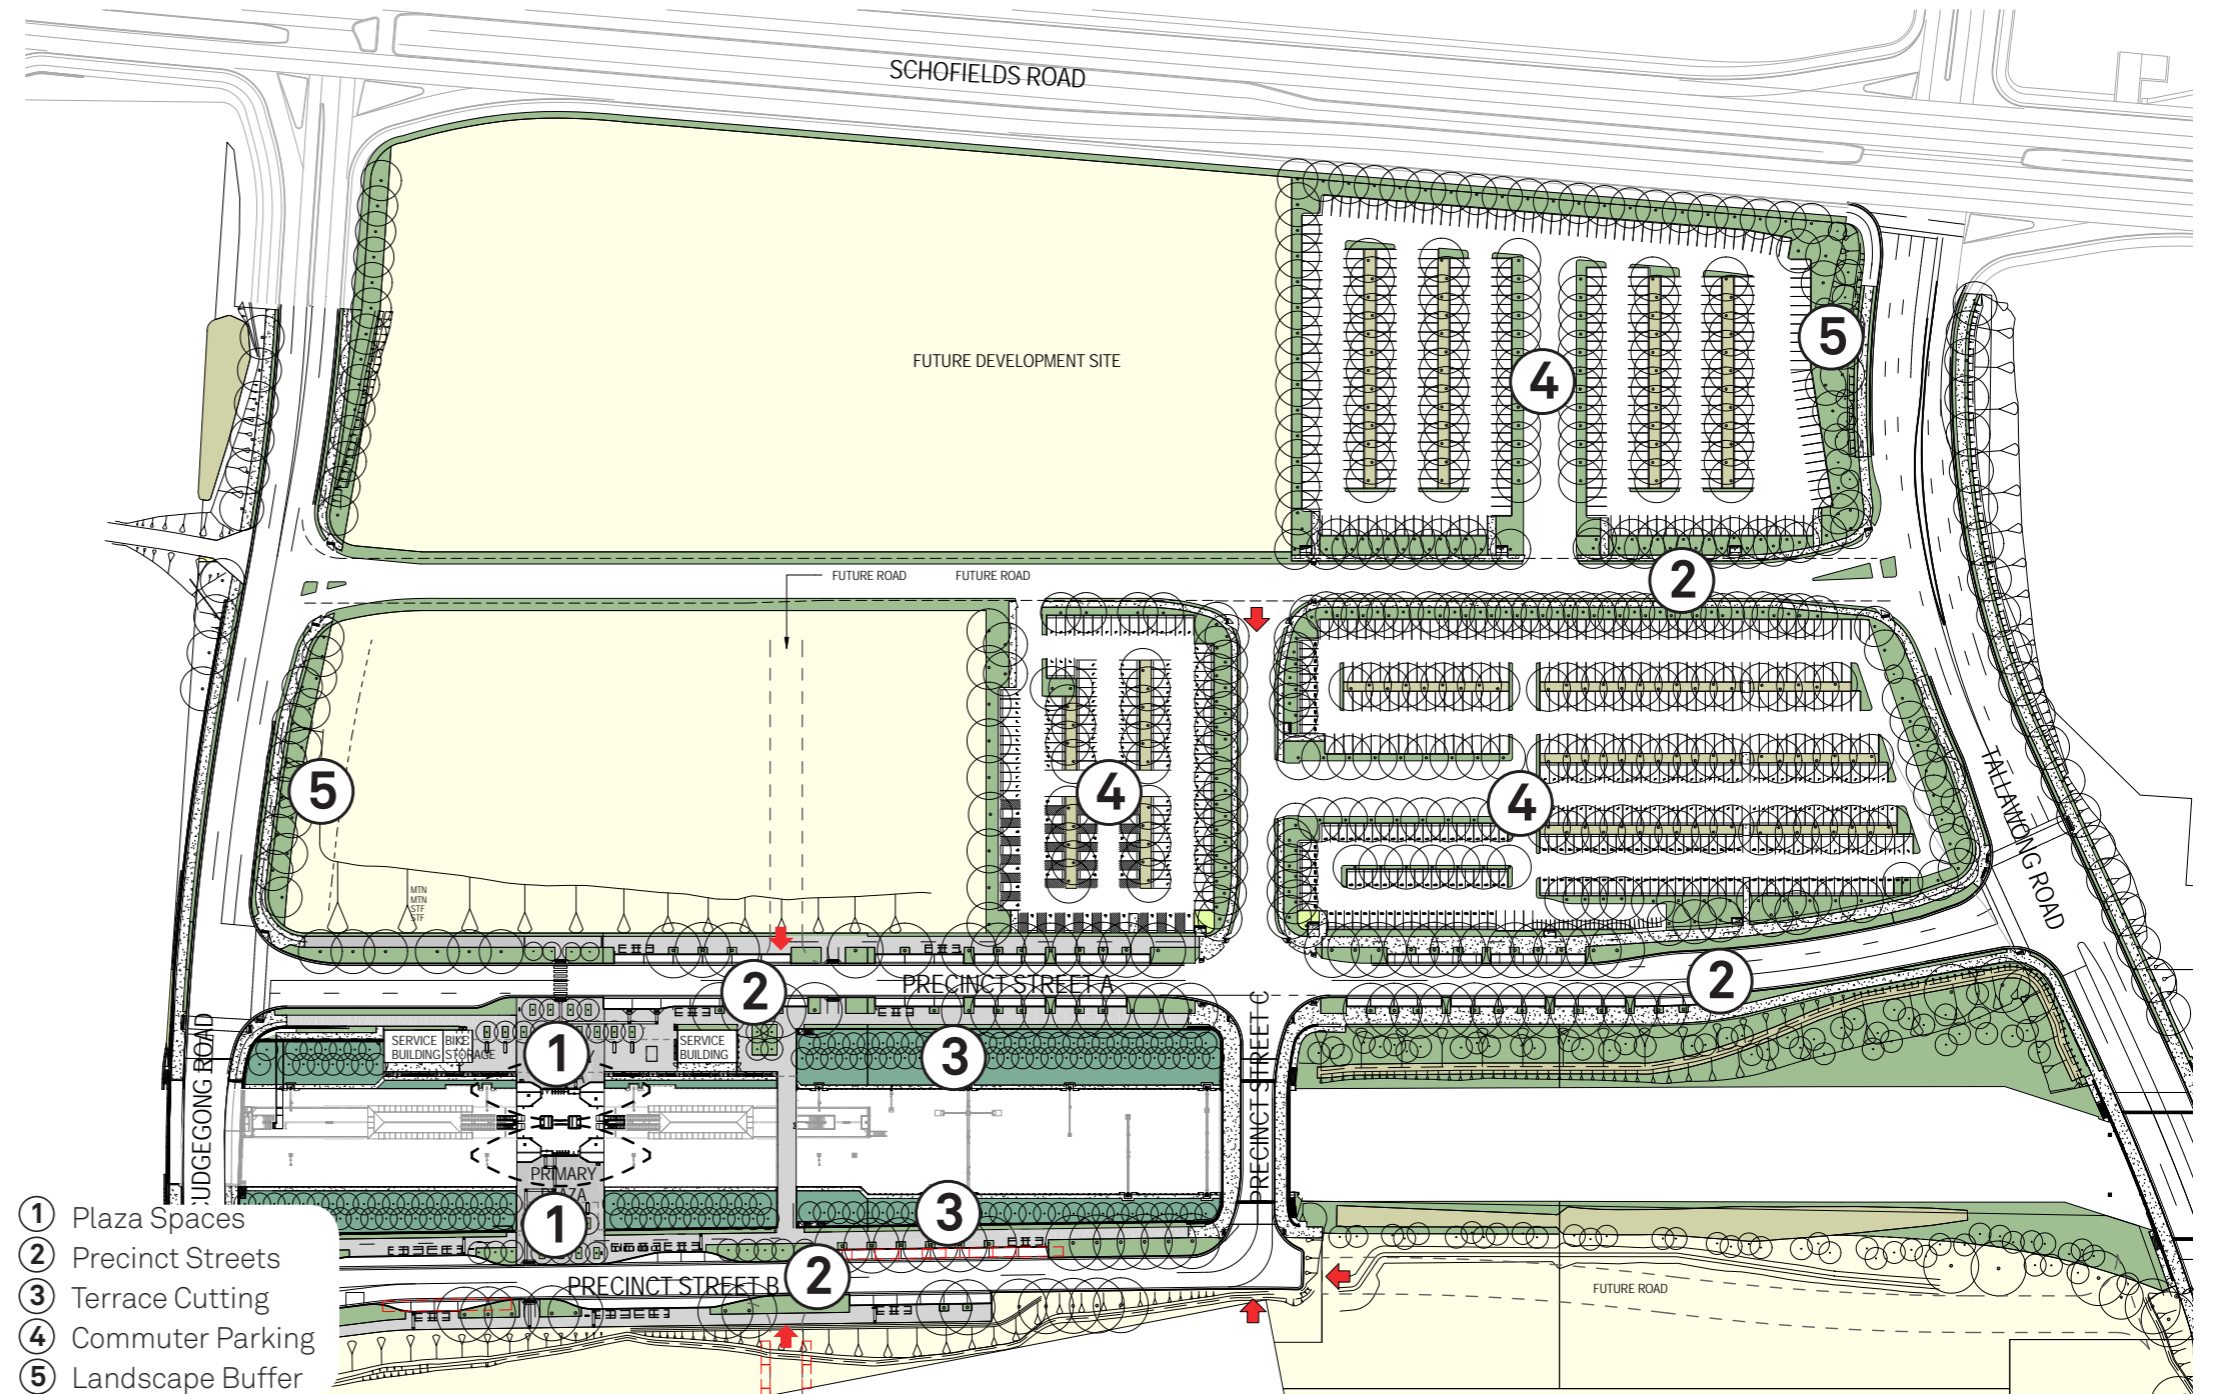 SCHOFIELDS ROAD
FUTURE DEVELOPMENT SITE
5
4
FUTURE ROAD
FUTURE ROAD
2
5
4
4
TALLAWONG ROAD
MTN
MTN
STF
STF
2
PRECINCT STREET A
2
SERVICE
BUILDING
BIKE
STORAGE
1
SERVICE
BUILDING
3
CUDGEGONG ROAD
PRECINCT STREET C
PRIMARY
PLAZA
1
3
PRECINCT STREET B
2
FUTURE ROAD
1 Plaza Spaces
2 Precinct Streets
3 Terrace Cutting
4 Commuter Parking
5 Landscape Buffer